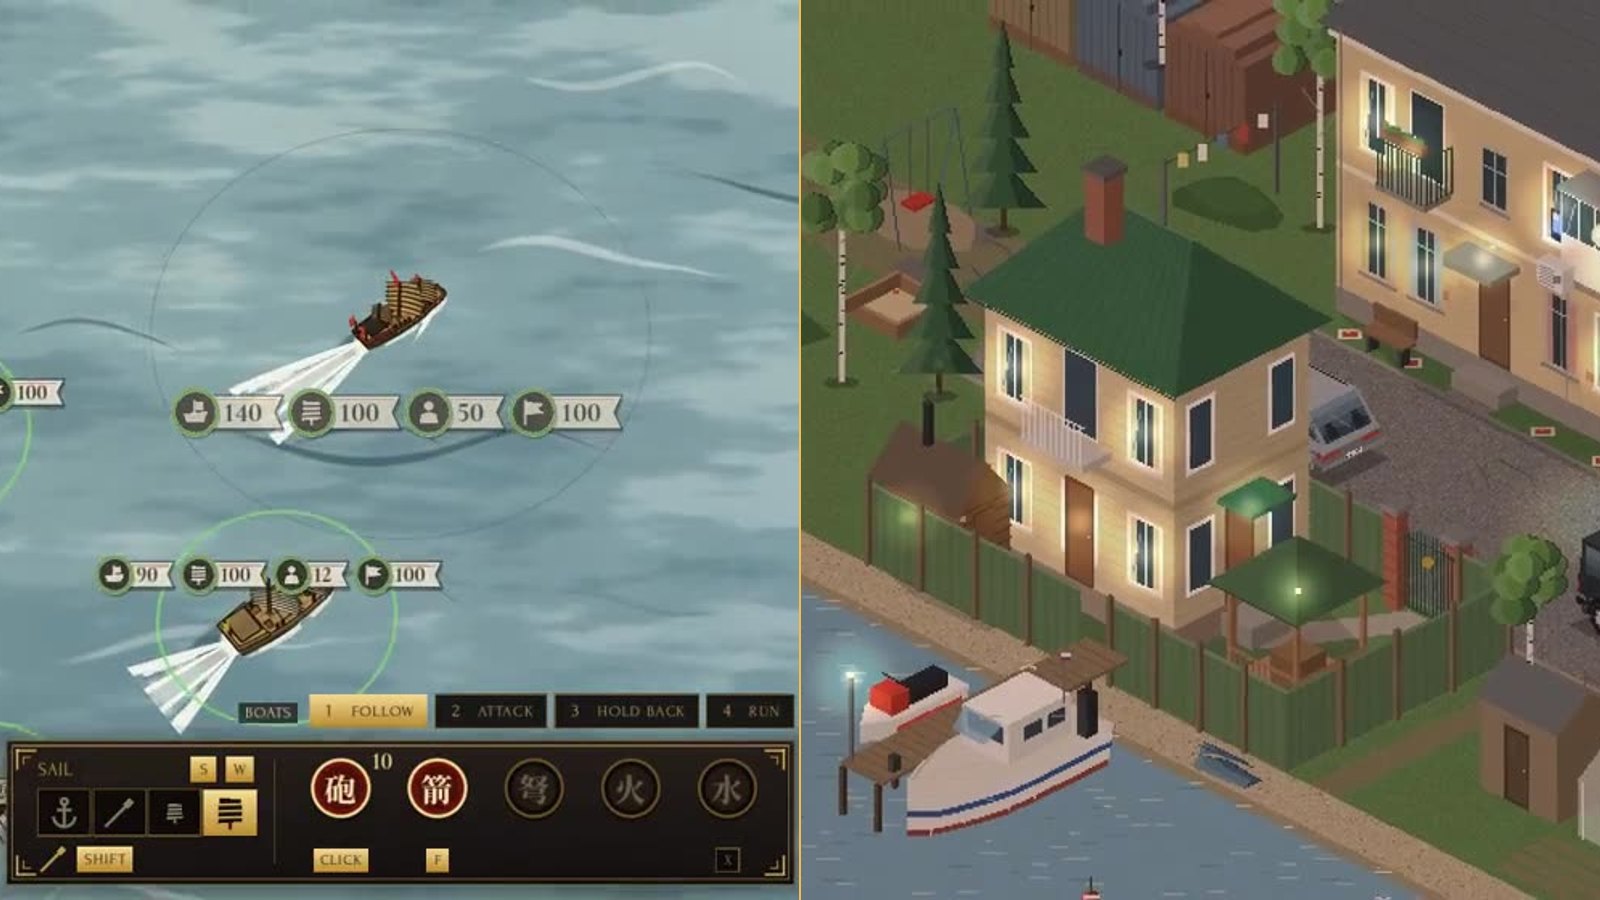 100
140 100 50 100
90 100 12 100
BOATS 1 FOLLOW 2 ATTACK 3 HOLD BACK 4 RUN
SAIL S W
砲 10 箭 弩 火 水
SHIFT CLICK F X